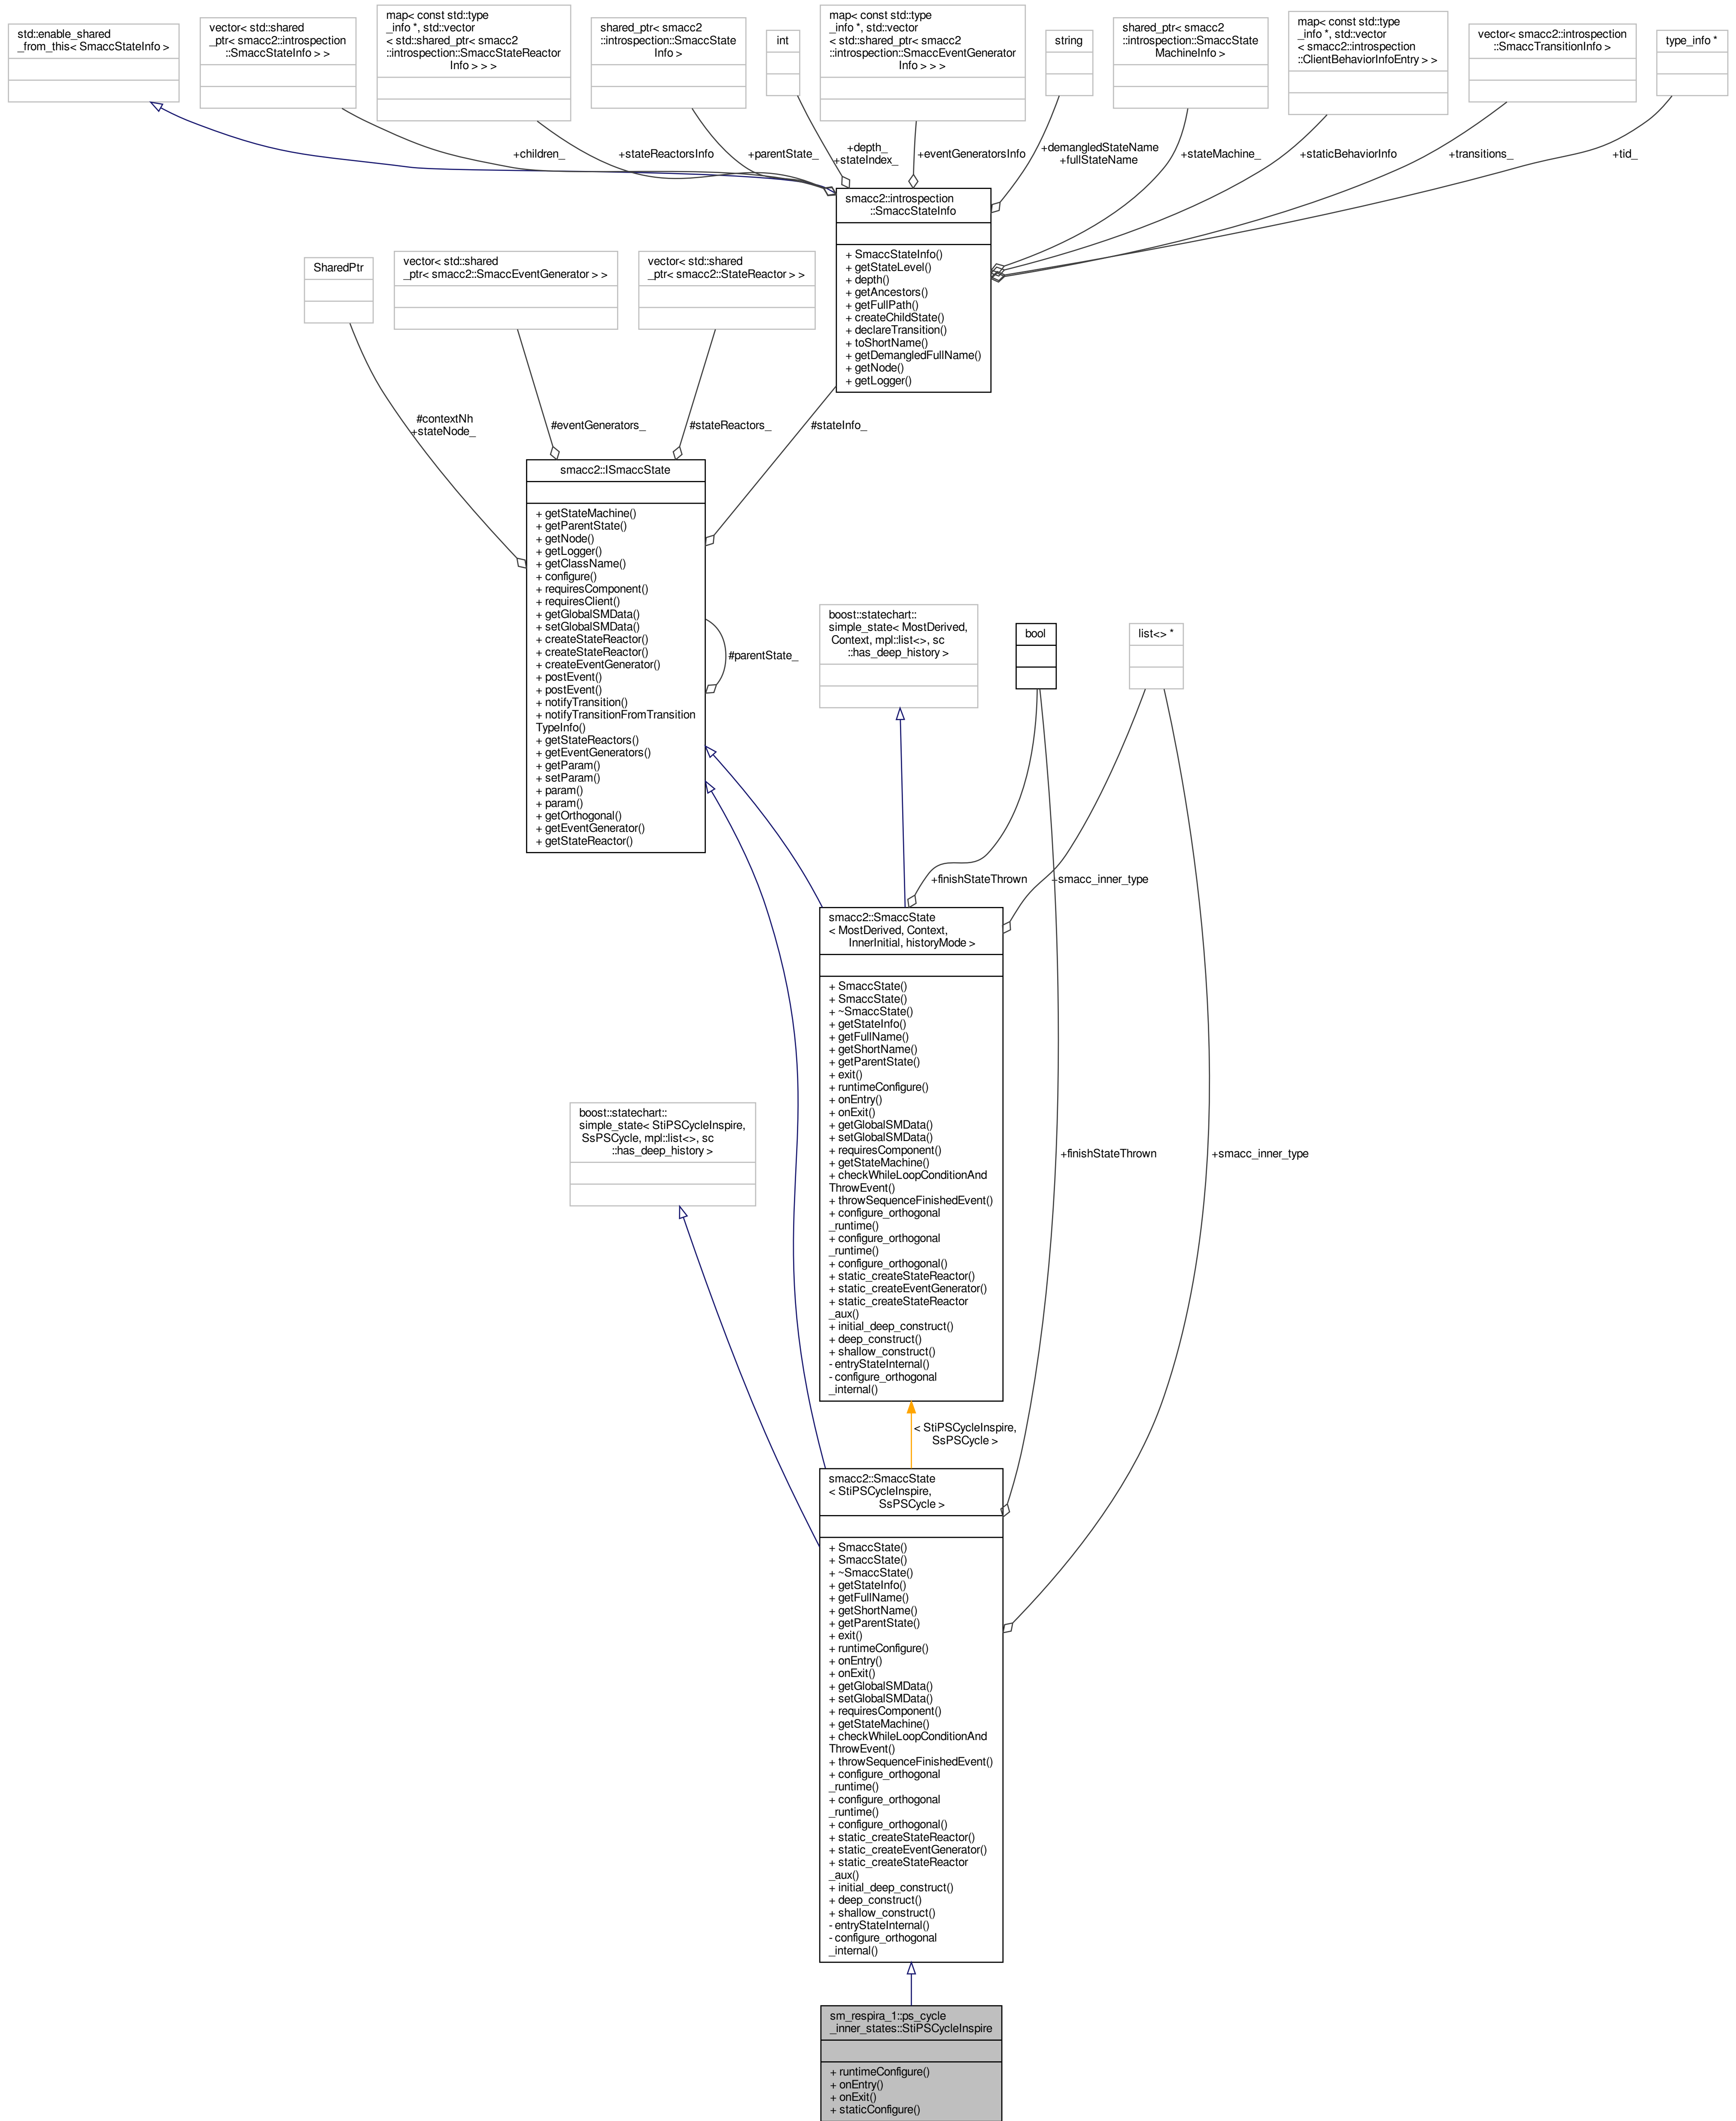 std::enable_shared
_from_this< SmaccStateInfo >
vector< std::shared
_ptr< smacc2::introspection
::SmaccStateInfo > >
map< const std::type
_info *, std::vector
< std::shared_ptr< smacc2
::introspection::SmaccStateReactor
Info > > >
shared_ptr< smacc2
::introspection::SmaccState
Info >
int
map< const std::type
_info *, std::vector
< std::shared_ptr< smacc2
::introspection::SmaccEventGenerator
Info > > >
string
shared_ptr< smacc2
::introspection::SmaccState
MachineInfo >
map< const std::type
_info *, std::vector
< smacc2::introspection
::ClientBehaviorInfoEntry > >
vector< smacc2::introspection
::SmaccTransitionInfo >
type_info *
+children_
+stateReactorsInfo
+parentState_
+depth_
+stateIndex_
+eventGeneratorsInfo
+demangledStateName
+fullStateName
+stateMachine_
+staticBehaviorInfo
+transitions_
+tid_
smacc2::introspection
::SmaccStateInfo
+ SmaccStateInfo()
+ getStateLevel()
+ depth()
+ getAncestors()
+ getFullPath()
+ createChildState()
+ declareTransition()
+ toShortName()
+ getDemangledFullName()
+ getNode()
+ getLogger()
SharedPtr
vector< std::shared
_ptr< smacc2::SmaccEventGenerator > >
vector< std::shared
_ptr< smacc2::StateReactor > >
#contextNh
+stateNode_
#eventGenerators_
#stateReactors_
#stateInfo_
smacc2::ISmaccState
+ getStateMachine()
+ getParentState()
+ getNode()
+ getLogger()
+ getClassName()
+ configure()
+ requiresComponent()
+ requiresClient()
+ getGlobalSMData()
+ setGlobalSMData()
+ createStateReactor()
+ createStateReactor()
+ createEventGenerator()
+ postEvent()
+ postEvent()
+ notifyTransition()
+ notifyTransitionFromTransition
TypeInfo()
+ getStateReactors()
+ getEventGenerators()
+ getParam()
+ setParam()
+ param()
+ param()
+ getOrthogonal()
+ getEventGenerator()
+ getStateReactor()
#parentState_
boost::statechart::
simple_state< MostDerived,
Context, mpl::list<>, sc
::has_deep_history >
bool
list<> *
+finishStateThrown
+smacc_inner_type
smacc2::SmaccState
< MostDerived, Context,
InnerInitial, historyMode >
+ SmaccState()
+ SmaccState()
+ ~SmaccState()
+ getStateInfo()
+ getFullName()
+ getShortName()
+ getParentState()
+ exit()
+ runtimeConfigure()
+ onEntry()
+ onExit()
+ getGlobalSMData()
+ setGlobalSMData()
+ requiresComponent()
+ getStateMachine()
+ checkWhileLoopConditionAnd
ThrowEvent()
+ throwSequenceFinishedEvent()
+ configure_orthogonal
_runtime()
+ configure_orthogonal
_runtime()
+ configure_orthogonal()
+ static_createStateReactor()
+ static_createEventGenerator()
+ static_createStateReactor
_aux()
+ initial_deep_construct()
+ deep_construct()
+ shallow_construct()
- entryStateInternal()
- configure_orthogonal
_internal()
boost::statechart::
simple_state< StiPSCycleInspire,
SsPSCycle, mpl::list<>, sc
::has_deep_history >
+finishStateThrown
+smacc_inner_type
< StiPSCycleInspire,
SsPSCycle >
smacc2::SmaccState
< StiPSCycleInspire,
SsPSCycle >
+ SmaccState()
+ SmaccState()
+ ~SmaccState()
+ getStateInfo()
+ getFullName()
+ getShortName()
+ getParentState()
+ exit()
+ runtimeConfigure()
+ onEntry()
+ onExit()
+ getGlobalSMData()
+ setGlobalSMData()
+ requiresComponent()
+ getStateMachine()
+ checkWhileLoopConditionAnd
ThrowEvent()
+ throwSequenceFinishedEvent()
+ configure_orthogonal
_runtime()
+ configure_orthogonal
_runtime()
+ configure_orthogonal()
+ static_createStateReactor()
+ static_createEventGenerator()
+ static_createStateReactor
_aux()
+ initial_deep_construct()
+ deep_construct()
+ shallow_construct()
- entryStateInternal()
- configure_orthogonal
_internal()
sm_respira_1::ps_cycle
_inner_states::StiPSCycleInspire
+ runtimeConfigure()
+ onEntry()
+ onExit()
+ staticConfigure()